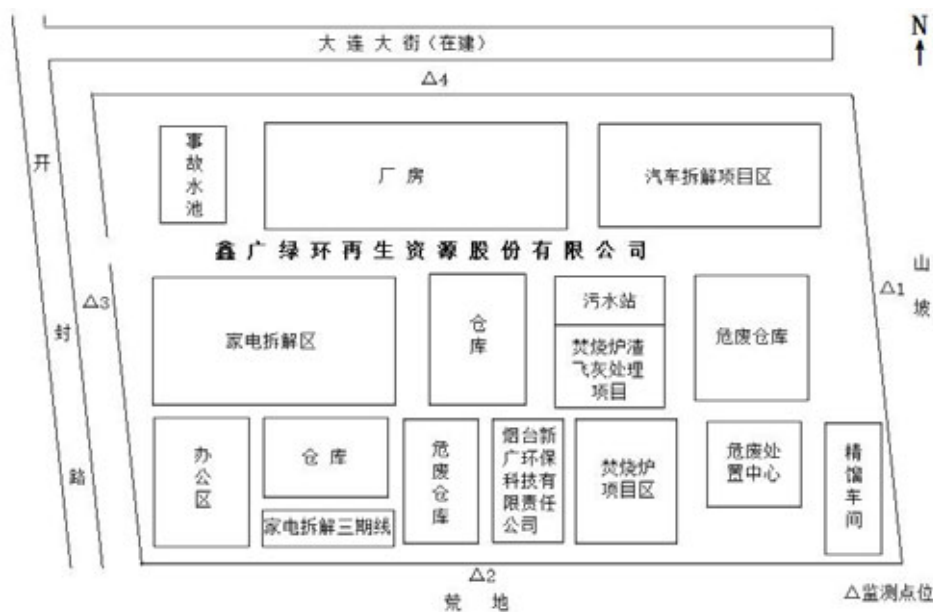 大连大街(在建)
N
△4
开封路
事故水池
厂房
汽车拆解项目区
鑫广绿环再生资源股份有限公司
山坡
△1
△3
家电拆解区
仓库
污水站
焚烧炉渣
飞灰处理
项目
危废仓库
办公区
仓库
家电拆解三期线
危废仓库
烟台新
广环保
科技有
限责任
公司
焚烧炉
项目区
危废处
置中心
精馏车间
△2
荒地
△监测点位